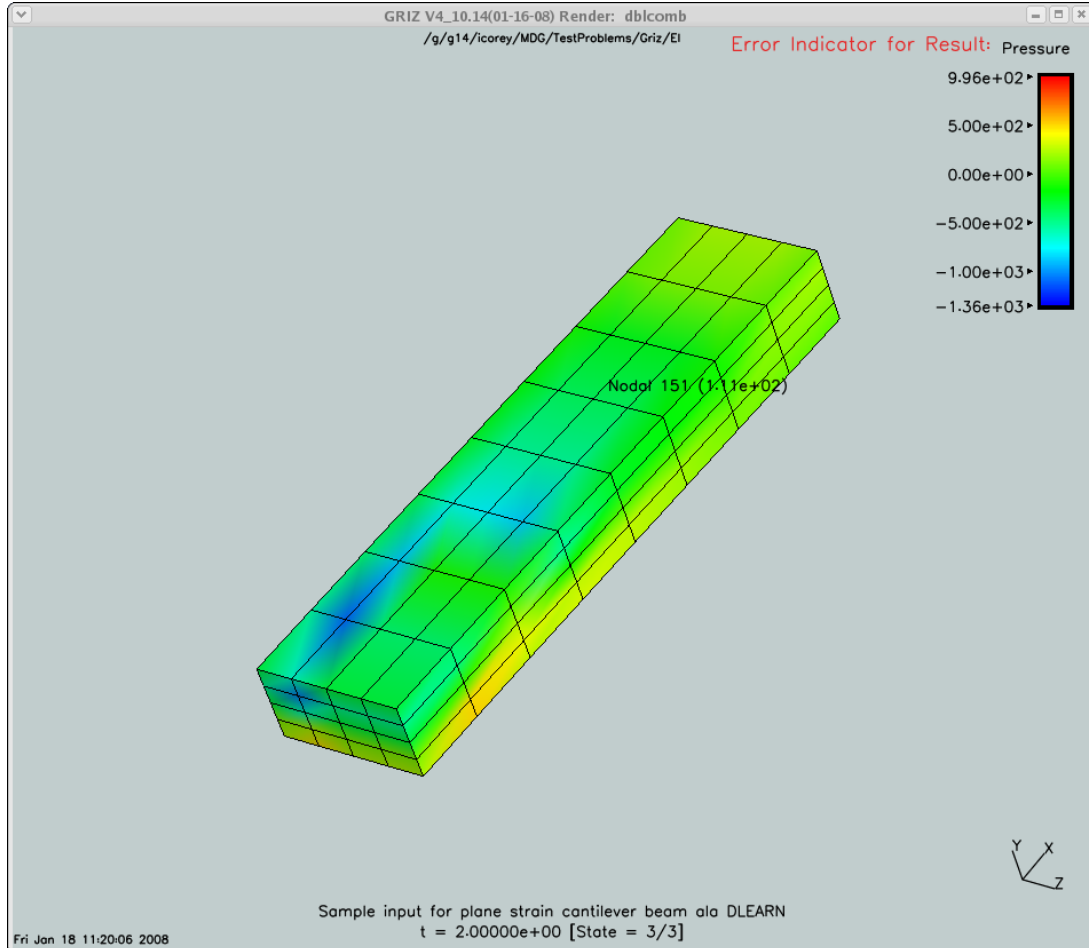 GRIZ V4_10.14(01-16-08) Render: dblcomb
/g/g14/icorey/MDG/TestProblems/Griz/EI
Error Indicator for Result: Pressure
9.96e+02
5.00e+02
0.00e+00
-5.00e+02
-1.00e+03
-1.36e+03
Nodal 151 (1.11e+02)
Y
X
Z
Sample input for plane strain cantilever beam ala DLEARN
t = 2.00000e+00 [State = 3/3]
Fri Jan 18 11:20:06 2008